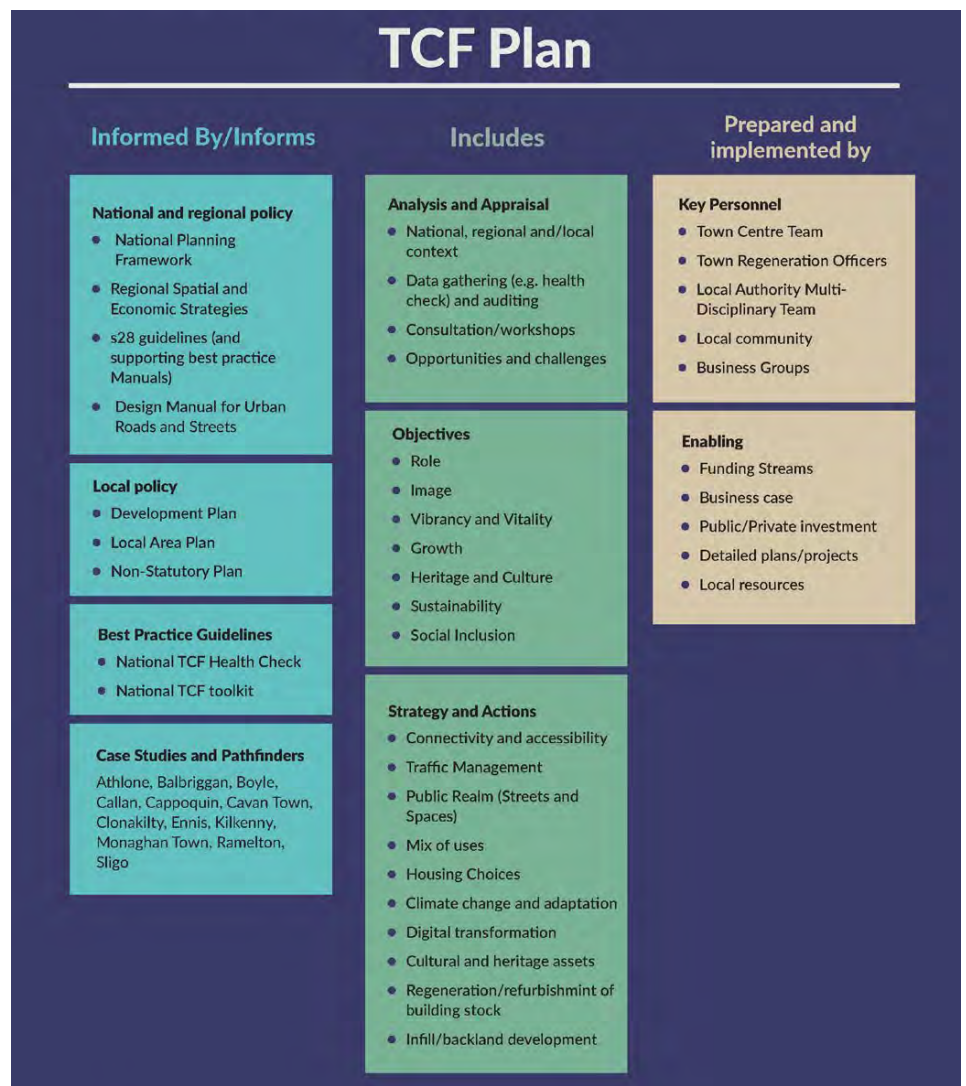 TCF Plan
Informed By/Informs
National and regional policy
• National Planning
Framework
• Regional Spatial and
Economic Strategies
• s28 guidelines (and
supporting best practice
Manuals)
• Design Manual for Urban
Roads and Streets
Local policy
• Development Plan
• Local Area Plan
• Non-Statutory Plan
Best Practice Guidelines
• National TCF Health Check
• National TCF toolkit
Case Studies and Pathfinders
Athlone, Balbriggan, Boyle,
Callan, Cappoquin, Cavan Town,
Clonakilty, Ennis, Kilkenny,
Monaghan Town, Ramelton,
Sligo
Includes
Analysis and Appraisal
• National, regional and/local
context
• Data gathering (e.g. health
check) and auditing
• Consultation/workshops
• Opportunities and challenges
Objectives
• Role
• Image
• Vibrancy and Vitality
• Growth
• Heritage and Culture
• Sustainability
• Social Inclusion
Strategy and Actions
• Connectivity and accessibility
• Traffic Management
• Public Realm (Streets and
Spaces)
• Mix of uses
• Housing Choices
• Climate change and adaptation
• Digital transformation
• Cultural and heritage assets
• Regeneration/refurbishmint of
building stock
• Infill/backland development
Prepared and
implemented by
Key Personnel
• Town Centre Team
• Town Regeneration Officers
• Local Authority Multi-
Disciplinary Team
• Local community
• Business Groups
Enabling
• Funding Streams
• Business case
• Public/Private investment
• Detailed plans/projects
• Local resources